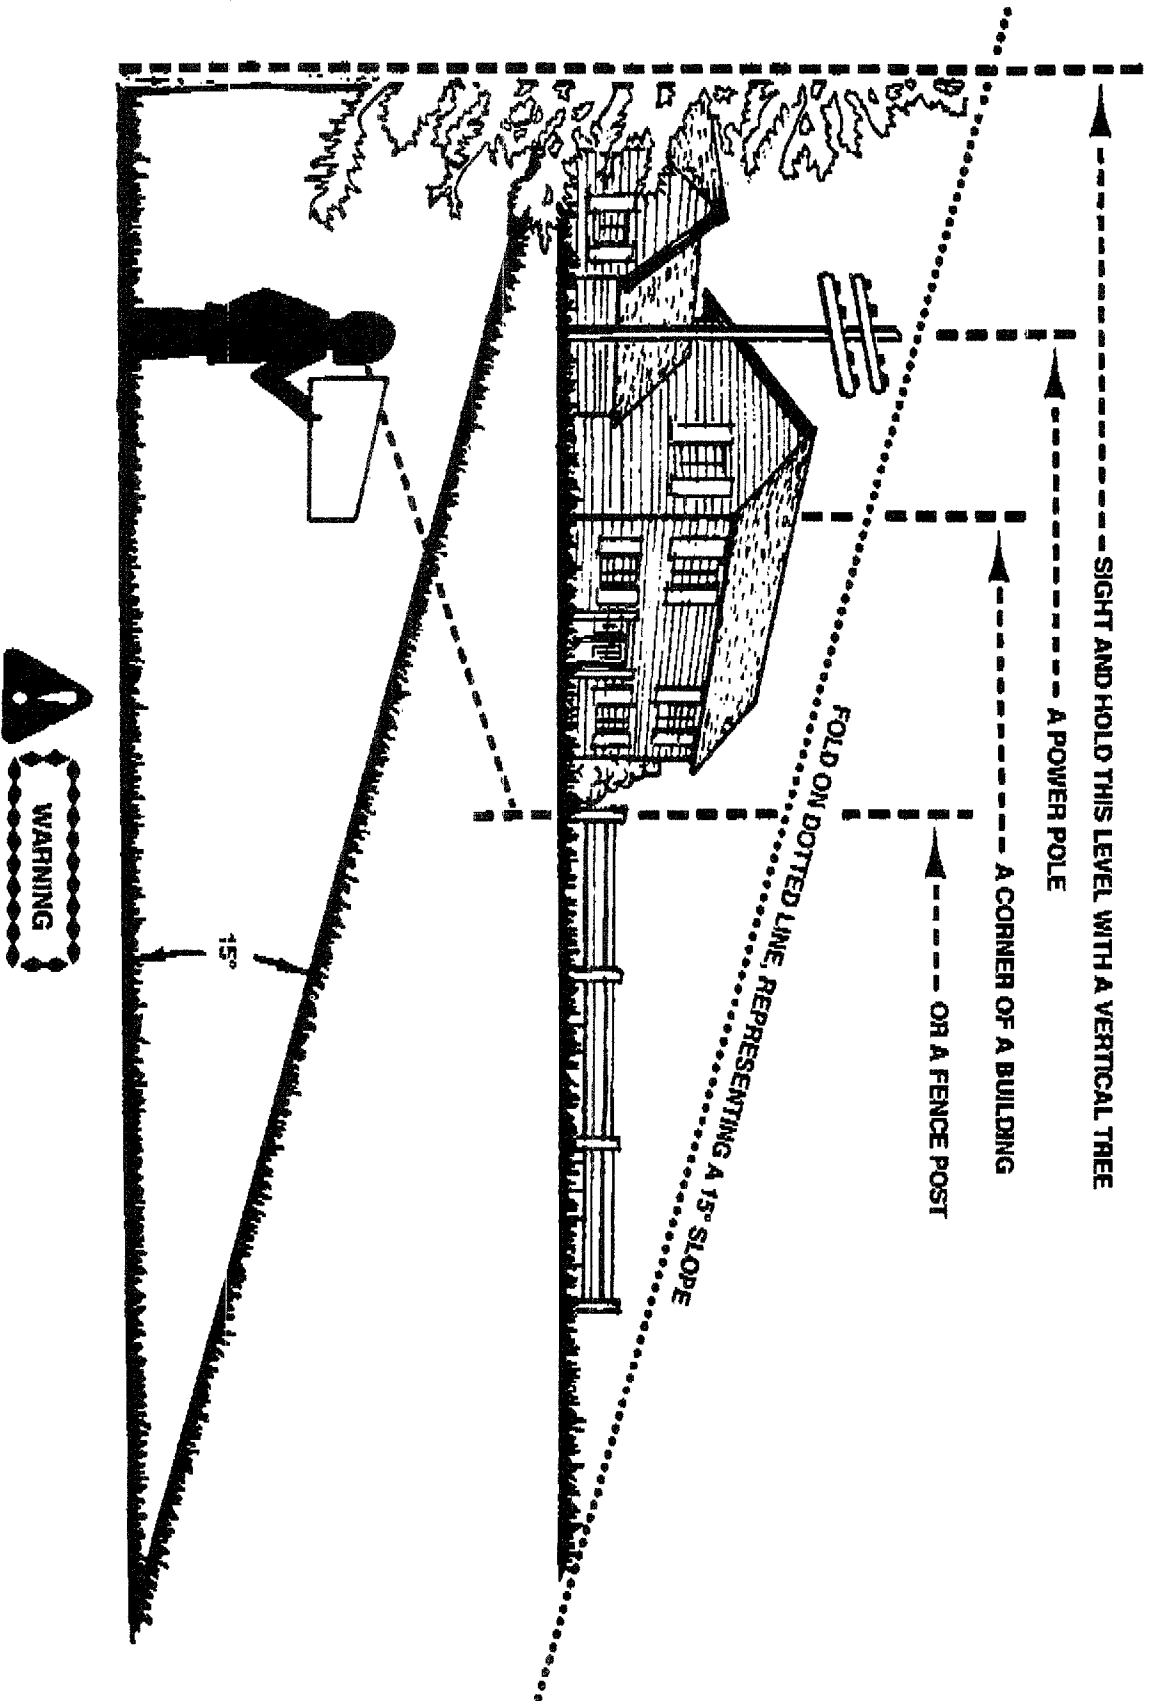 SIGHT AND HOLD THIS LEVEL WITH A VERTICAL TREE
A POWER POLE
A CORNER OF A BUILDING
OR A FENCE POST
FOLD ON DOTTED LINE, REPRESENTING A 15° SLOPE
15°
WARNING